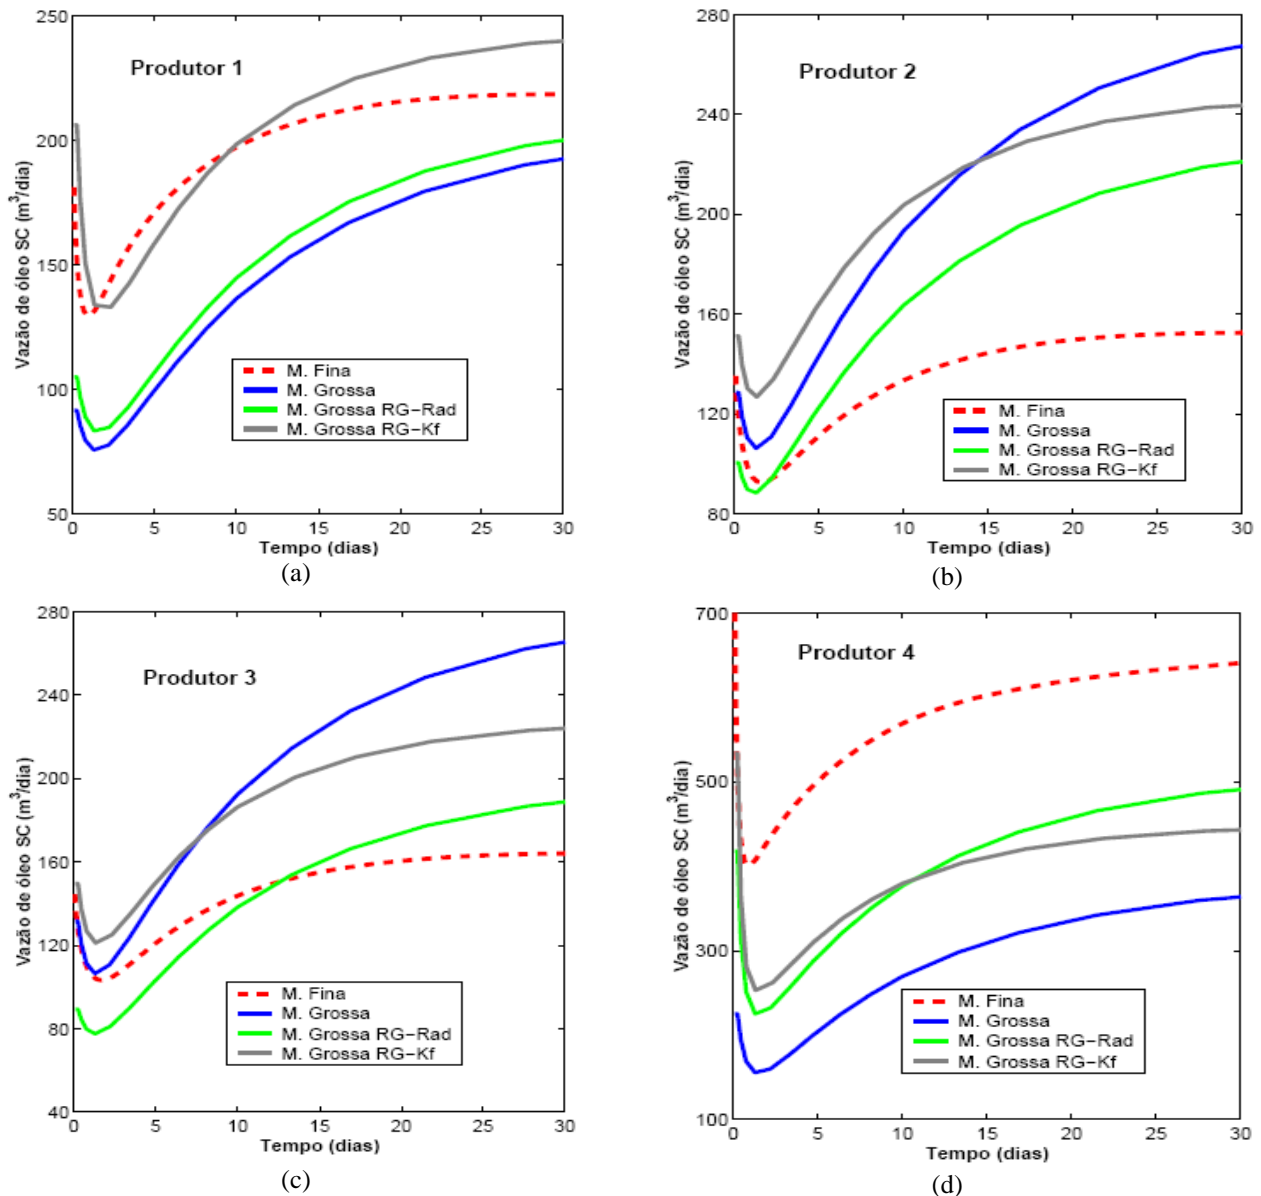 Produtor 1
Vazão de óleo SC (m³/dia)
250
200
150
100
50
M. Fina
M. Grossa
M. Grossa RG-Rad
M. Grossa RG-Kf
0 5 10 15 20 25 30
Tempo (dias)
(a)
Produtor 2
Vazão de óleo SC (m³/dia)
280
240
200
160
120
80
M. Fina
M. Grossa
M. Grossa RG-Rad
M. Grossa RG-Kf
0 5 10 15 20 25 30
Tempo (dias)
(b)
Produtor 3
Vazão de óleo SC (m³/dia)
280
240
200
160
120
80
40
M. Fina
M. Grossa
M. Grossa RG-Rad
M. Grossa RG-Kf
0 5 10 15 20 25 30
Tempo (dias)
(c)
Produtor 4
Vazão de óleo SC (m³/dia)
700
500
300
100
M. Fina
M. Grossa
M. Grossa RG-Rad
M. Grossa RG-Kf
0 5 10 15 20 25 30
Tempo (dias)
(d)